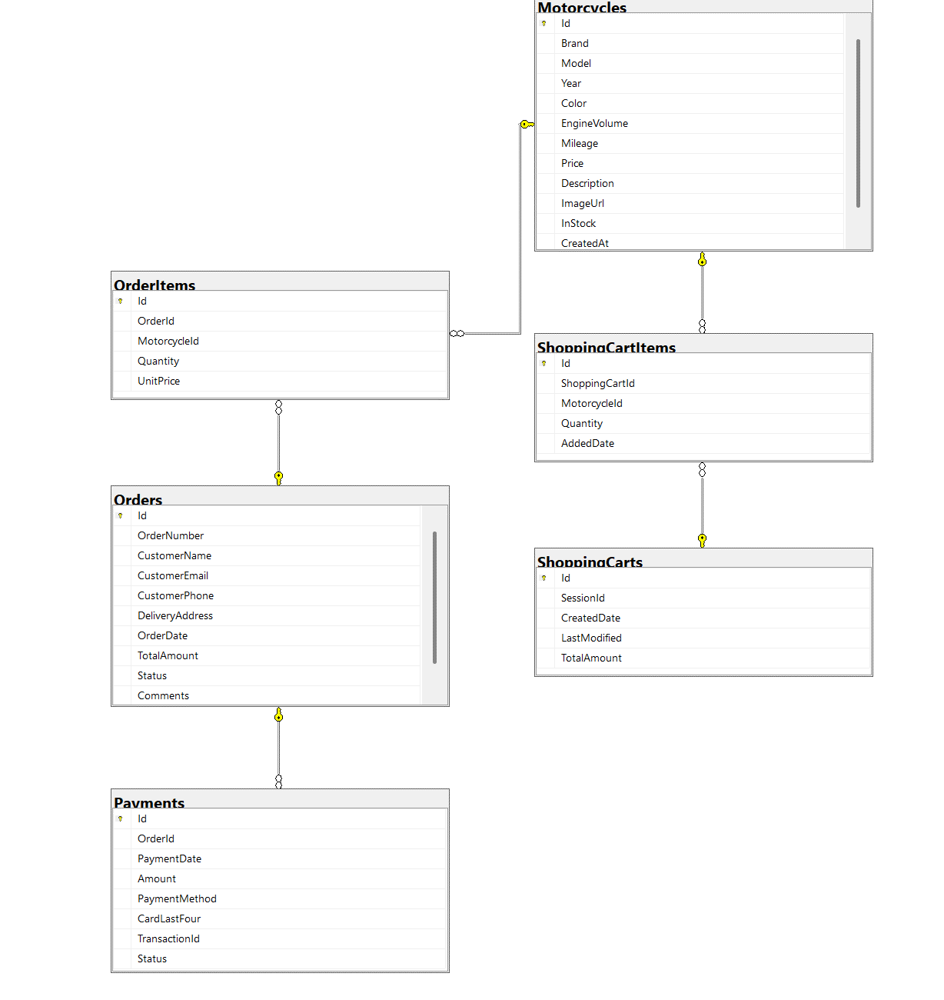 Motorcycles
Id
Brand
Model
Year
Color
EngineVolume
Mileage
Price
Description
ImageUrl
InStock
CreatedAt
OrderItems
Id
OrderId
MotorcycleId
Quantity
UnitPrice
ShoppingCartItems
Id
ShoppingCartId
MotorcycleId
Quantity
AddedDate
Orders
Id
OrderNumber
CustomerName
CustomerEmail
CustomerPhone
DeliveryAddress
OrderDate
TotalAmount
Status
Comments
ShoppingCarts
Id
SessionId
CreatedDate
LastModified
TotalAmount
Payments
Id
OrderId
PaymentDate
Amount
PaymentMethod
CardLastFour
TransactionId
Status